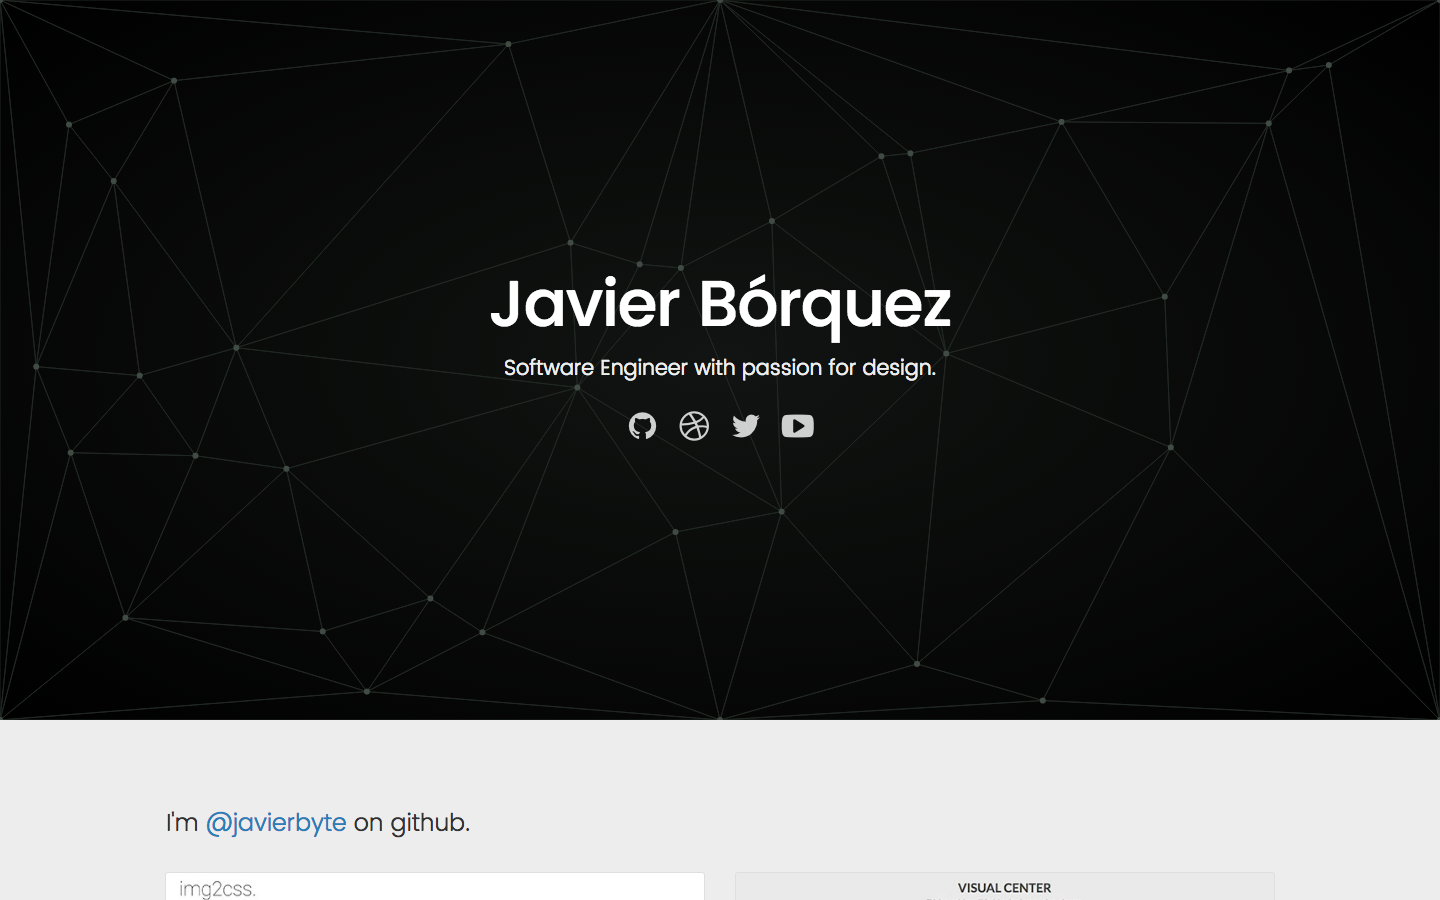 Javier Bórquez
Software Engineer with passion for design.
I'm @javierbyte on github.
img2css.
VISUAL CENTER